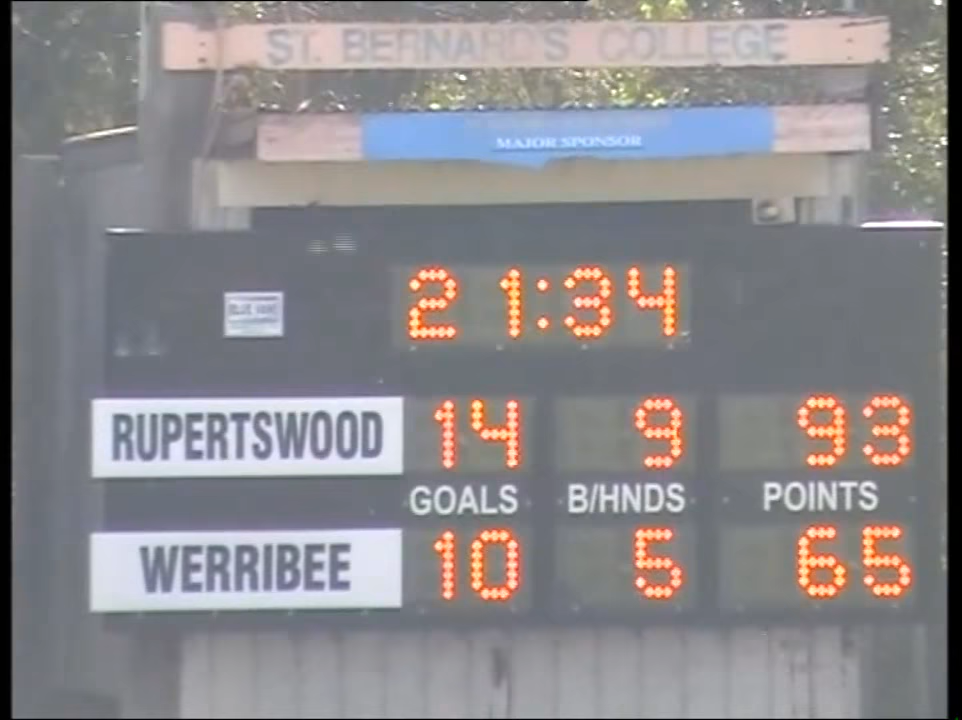 ST. BERNARD'S COLLEGE
MAJOR SPONSOR
21:34
RUPERTSWOOD 14 9 93
GOALS B/HNDS POINTS
WERRIBEE 10 5 65